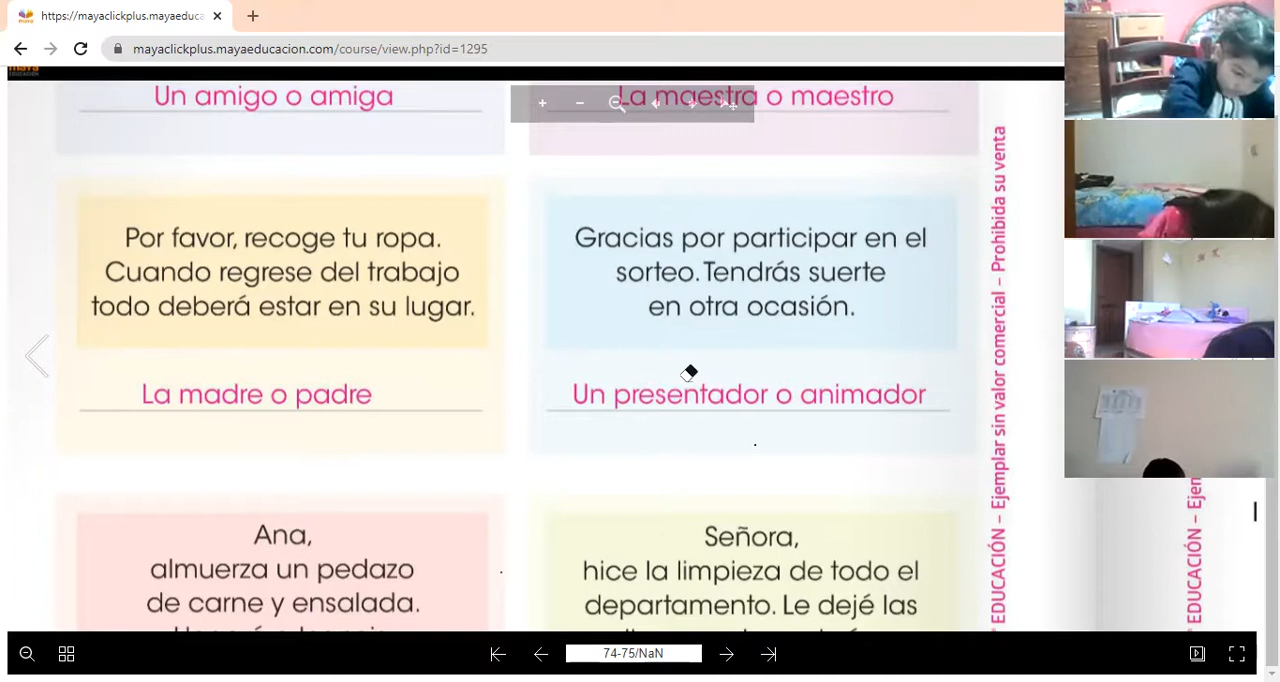 https://mayaclickplus.mayaeduca
mayaclickplus.mayaeducacion.com/course/view.php?id=1295
maya
EDUCACIÓN
Un amigo o amiga
La maestra o maestro
Por favor, recoge tu ropa.
Cuando regrese del trabajo
todo deberá estar en su lugar.
La madre o padre
Gracias por participar en el
sorteo. Tendrás suerte
en otra ocasión.
Un presentador o animador
Ana,
almuerza un pedazo
de carne y ensalada.
Señora,
hice la limpieza de todo el
departamento. Le dejé las
EDUCACIÓN – Ejemplar sin valor comercial – Prohibida su venta
EDUCACIÓN – Ejen
74-75/NaN